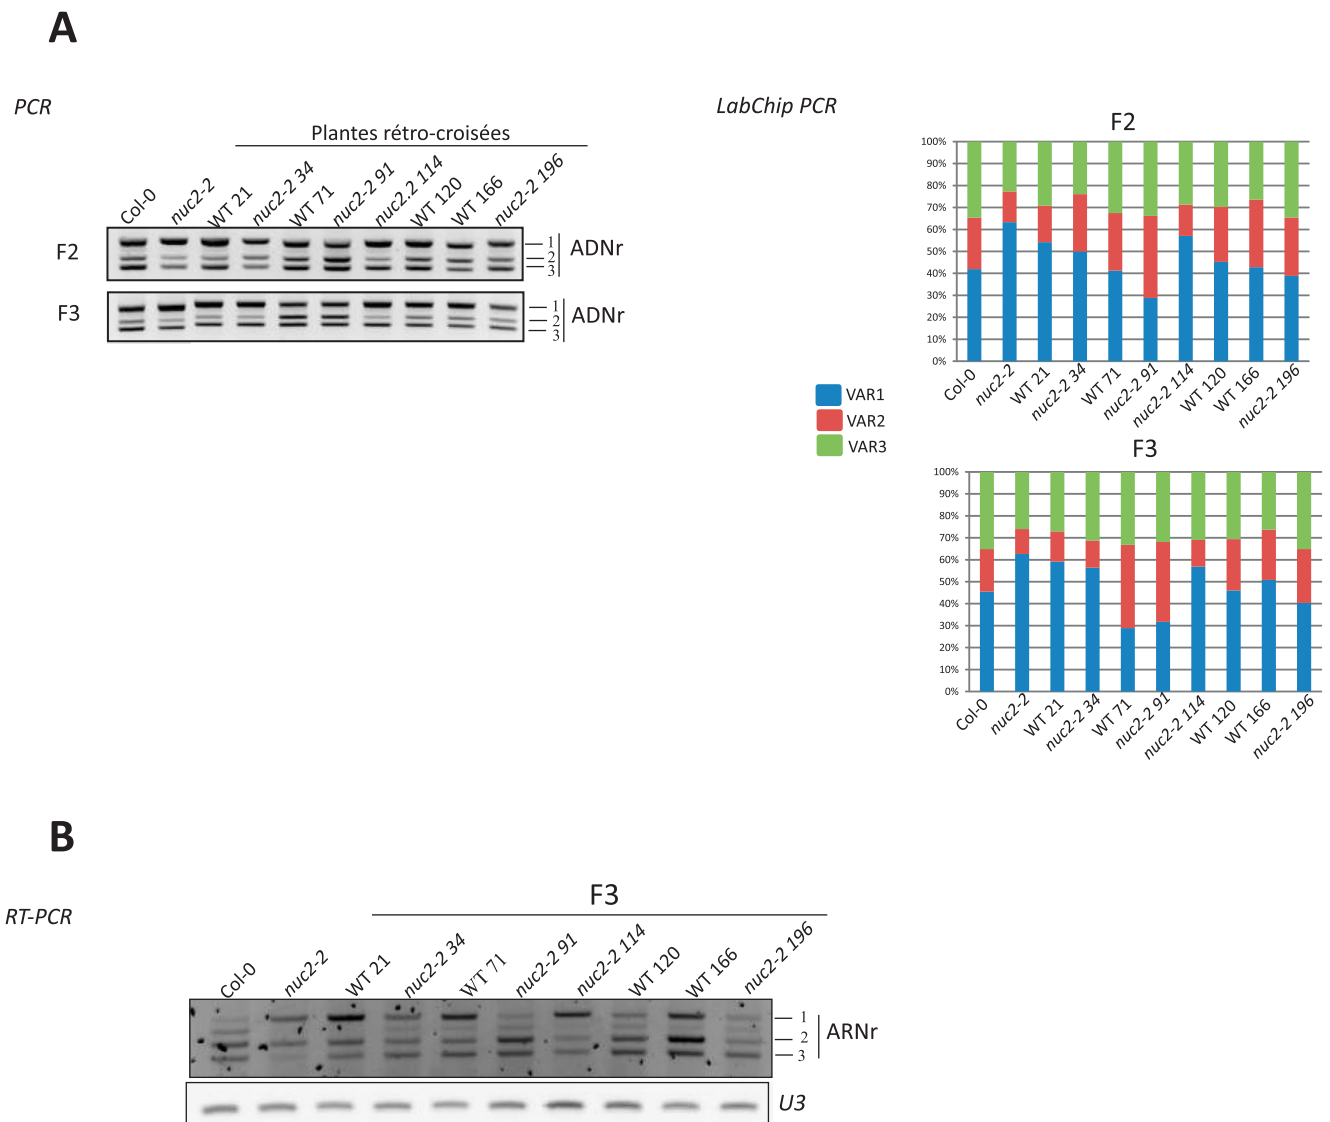 A
PCR
Plantes rétro-croisées
Col-0 nuc2-2 WT 21 nuc2-2 34 WT 71 nuc2-2 91 nuc2.2 114 WT 120 WT 166 nuc2-2 196
F2
1
2
3
ADNr
F3
1
2
3
ADNr
LabChip PCR
F2
100%
90%
80%
70%
60%
50%
40%
30%
20%
10%
0%
Col-0 nuc2-2 WT 21 nuc2-2 34 WT 71 nuc2-2 91 nuc2-2 114 WT 120 WT 166 nuc2-2 196
VAR1
VAR2
VAR3
F3
100%
90%
80%
70%
60%
50%
40%
30%
20%
10%
0%
Col-0 nuc2-2 WT 21 nuc2-2 34 WT 71 nuc2-2 91 nuc2-2 114 WT 120 WT 166 nuc2-2 196
B
RT-PCR
F3
Col-0 nuc2-2 WT 21 nuc2-2 34 WT 71 nuc2-2 91 nuc2-2 114 WT 120 WT 166 nuc2-2 196
1
2
3
ARNr
U3